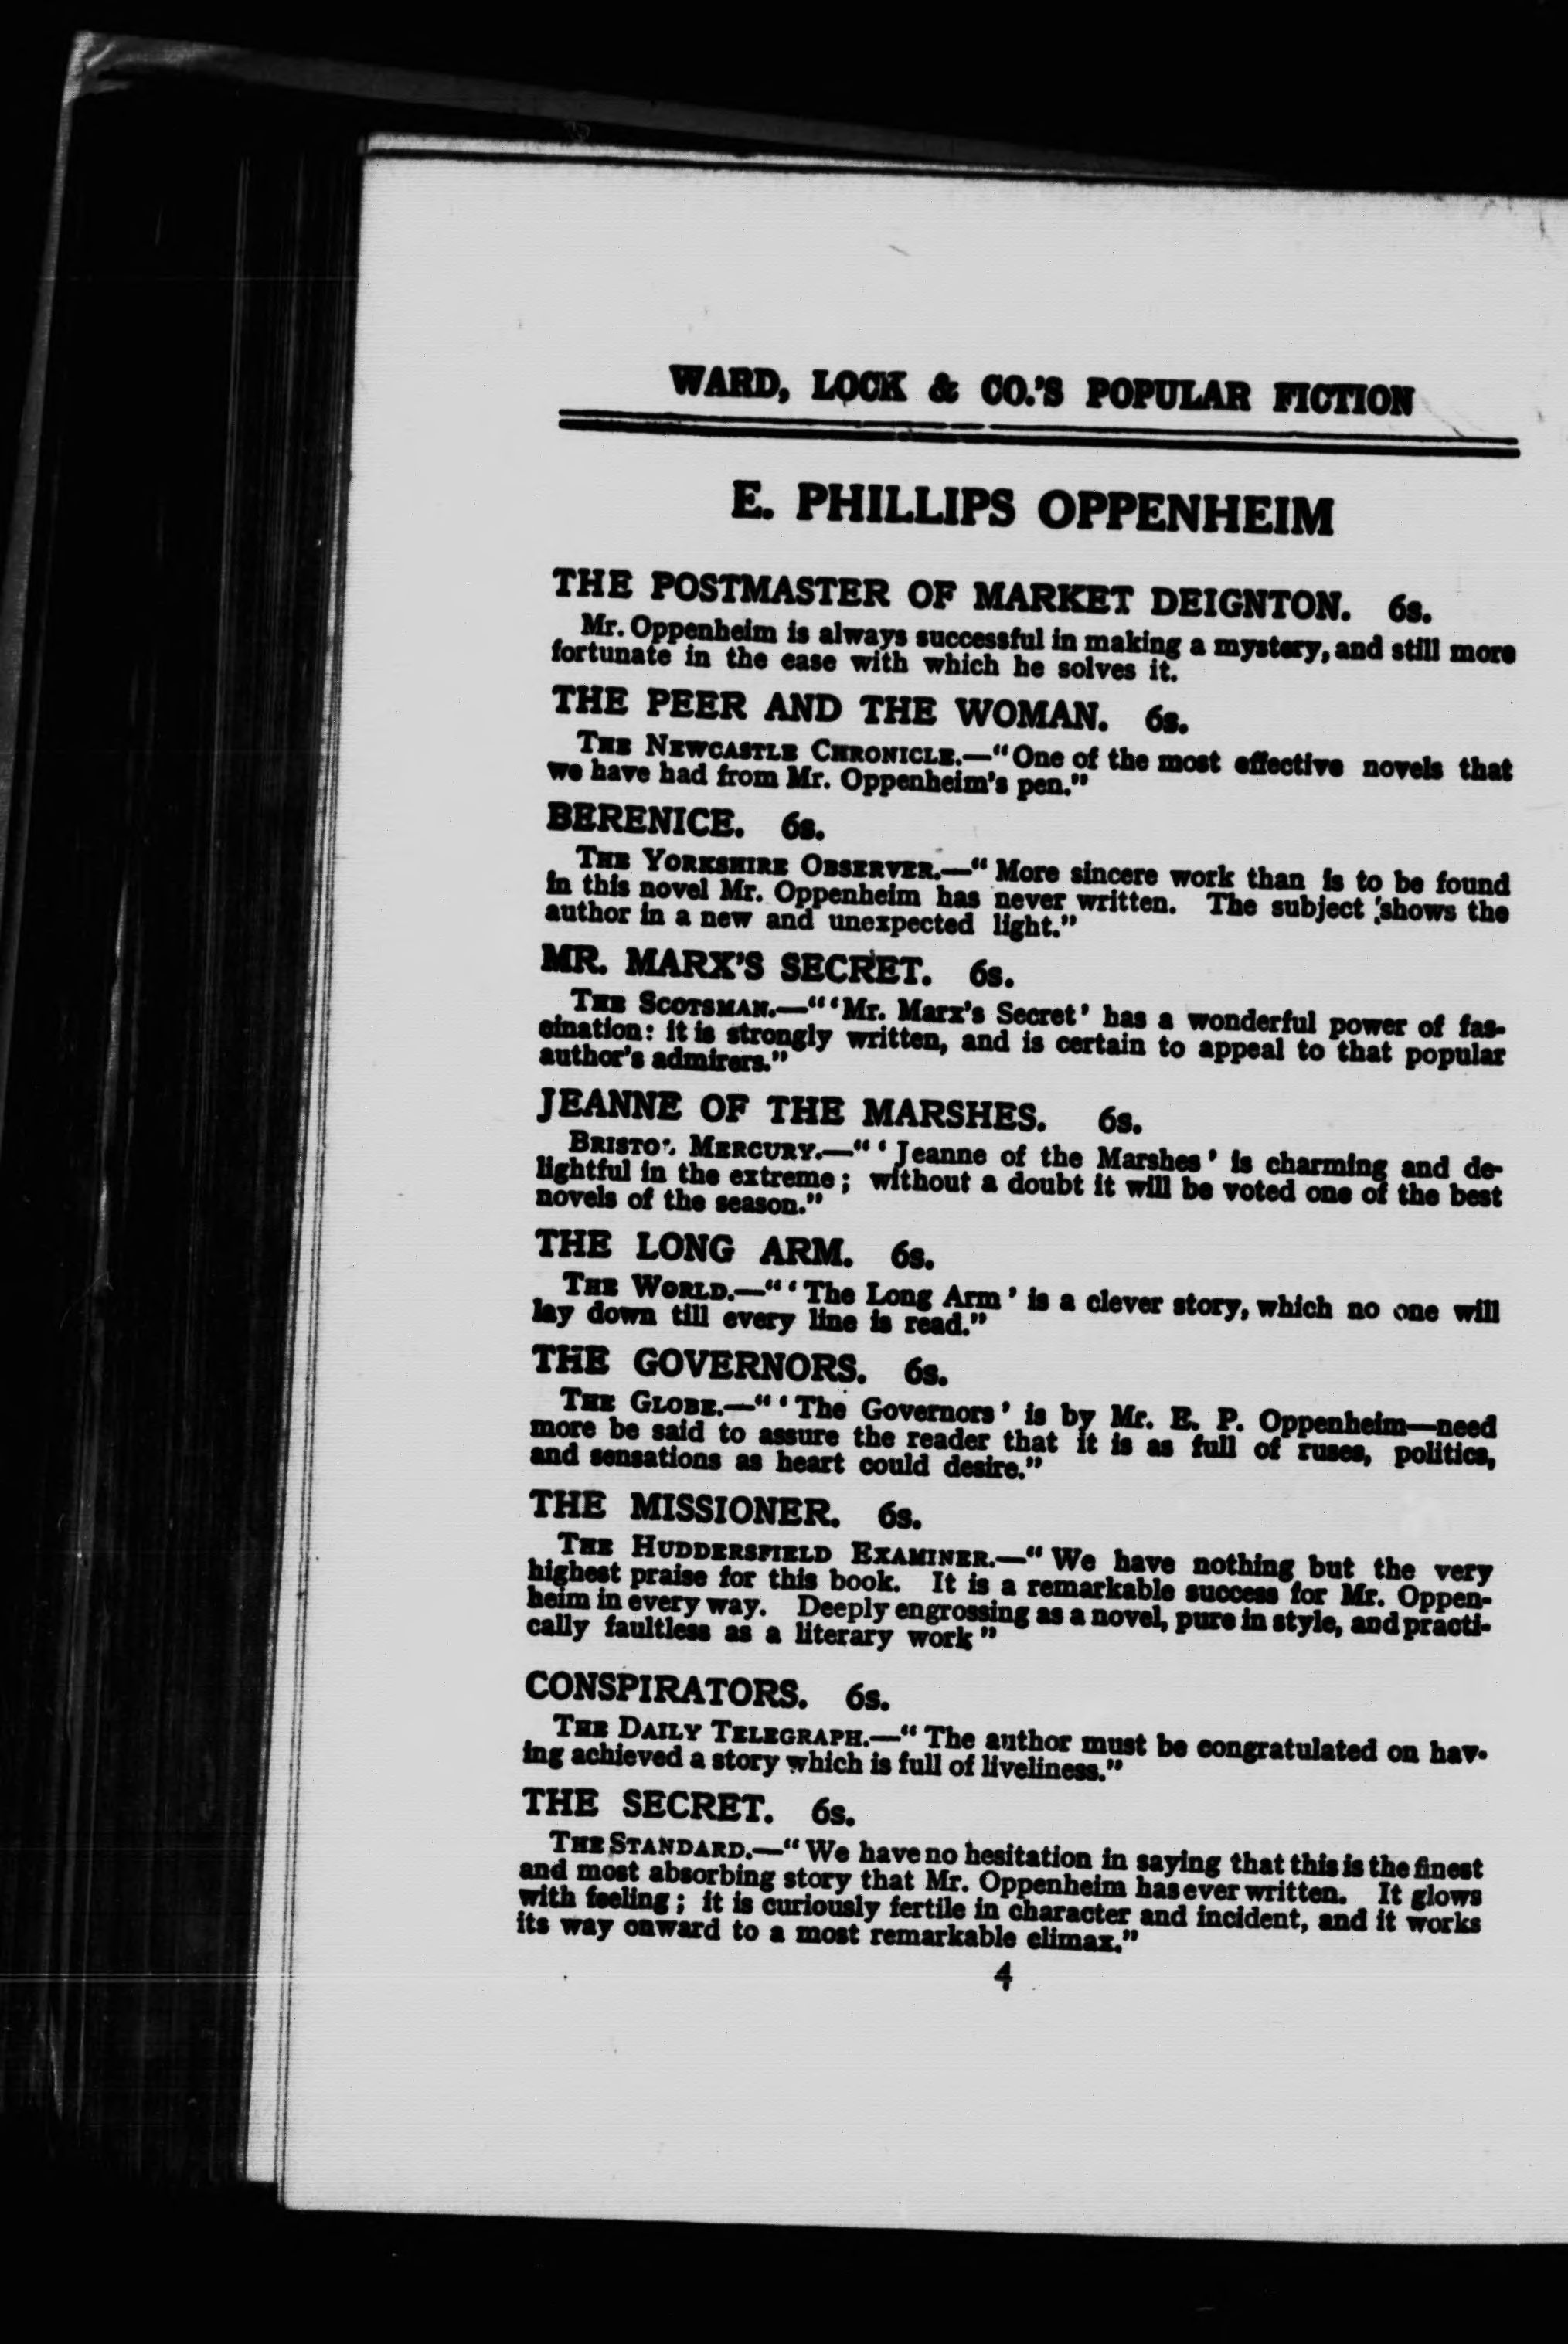 WARD, LOCK & CO.'S POPULAR FICTION
E. PHILLIPS OPPENHEIM
THE POSTMASTER OF MARKET DEIGNTON. 6s.
Mr. Oppenheim is always successful in making a mystery, and still more
fortunate in the ease with which he solves it.
THE PEER AND THE WOMAN. 6s.
THE NEWCASTLE CHRONICLE.—"One of the most effective novels that
we have had from Mr. Oppenheim's pen."
BERENICE. 6s.
THE YORKSHIRE OBSERVER.—"More sincere work than is to be found
in this novel Mr. Oppenheim has never written. The subject shows the
author in a new and unexpected light."
MR. MARX'S SECRET. 6s.
THE SCOTSMAN.—"'Mr. Marx's Secret' has a wonderful power of fas-
cination: it is strongly written, and is certain to appeal to that popular
author's admirers."
JEANNE OF THE MARSHES. 6s.
BRISTOL MERCURY.—"'Jeanne of the Marshes' is charming and de-
lightful in the extreme; without a doubt it will be voted one of the best
novels of the season."
THE LONG ARM. 6s.
THE WORLD.—"'The Long Arm' is a clever story, which no one will
lay down till every line is read."
THE GOVERNORS. 6s.
THE GLOBE.—"'The Governors' is by Mr. E. P. Oppenheim—need
more be said to assure the reader that it is as full of ruses, politics,
and sensations as heart could desire."
THE MISSIONER. 6s.
THE HUDDERSFIELD EXAMINER.—"We have nothing but the very
highest praise for this book. It is a remarkable success for Mr. Oppen-
heim in every way. Deeply engrossing as a novel, pure in style, and practi-
cally faultless as a literary work"
CONSPIRATORS. 6s.
THE DAILY TELEGRAPH.—"The author must be congratulated on hav-
ing achieved a story which is full of liveliness."
THE SECRET. 6s.
THE STANDARD.—"We have no hesitation in saying that this is the finest
and most absorbing story that Mr. Oppenheim has ever written. It glows
with feeling; it is curiously fertile in character and incident, and it works
its way onward to a most remarkable climax."
4